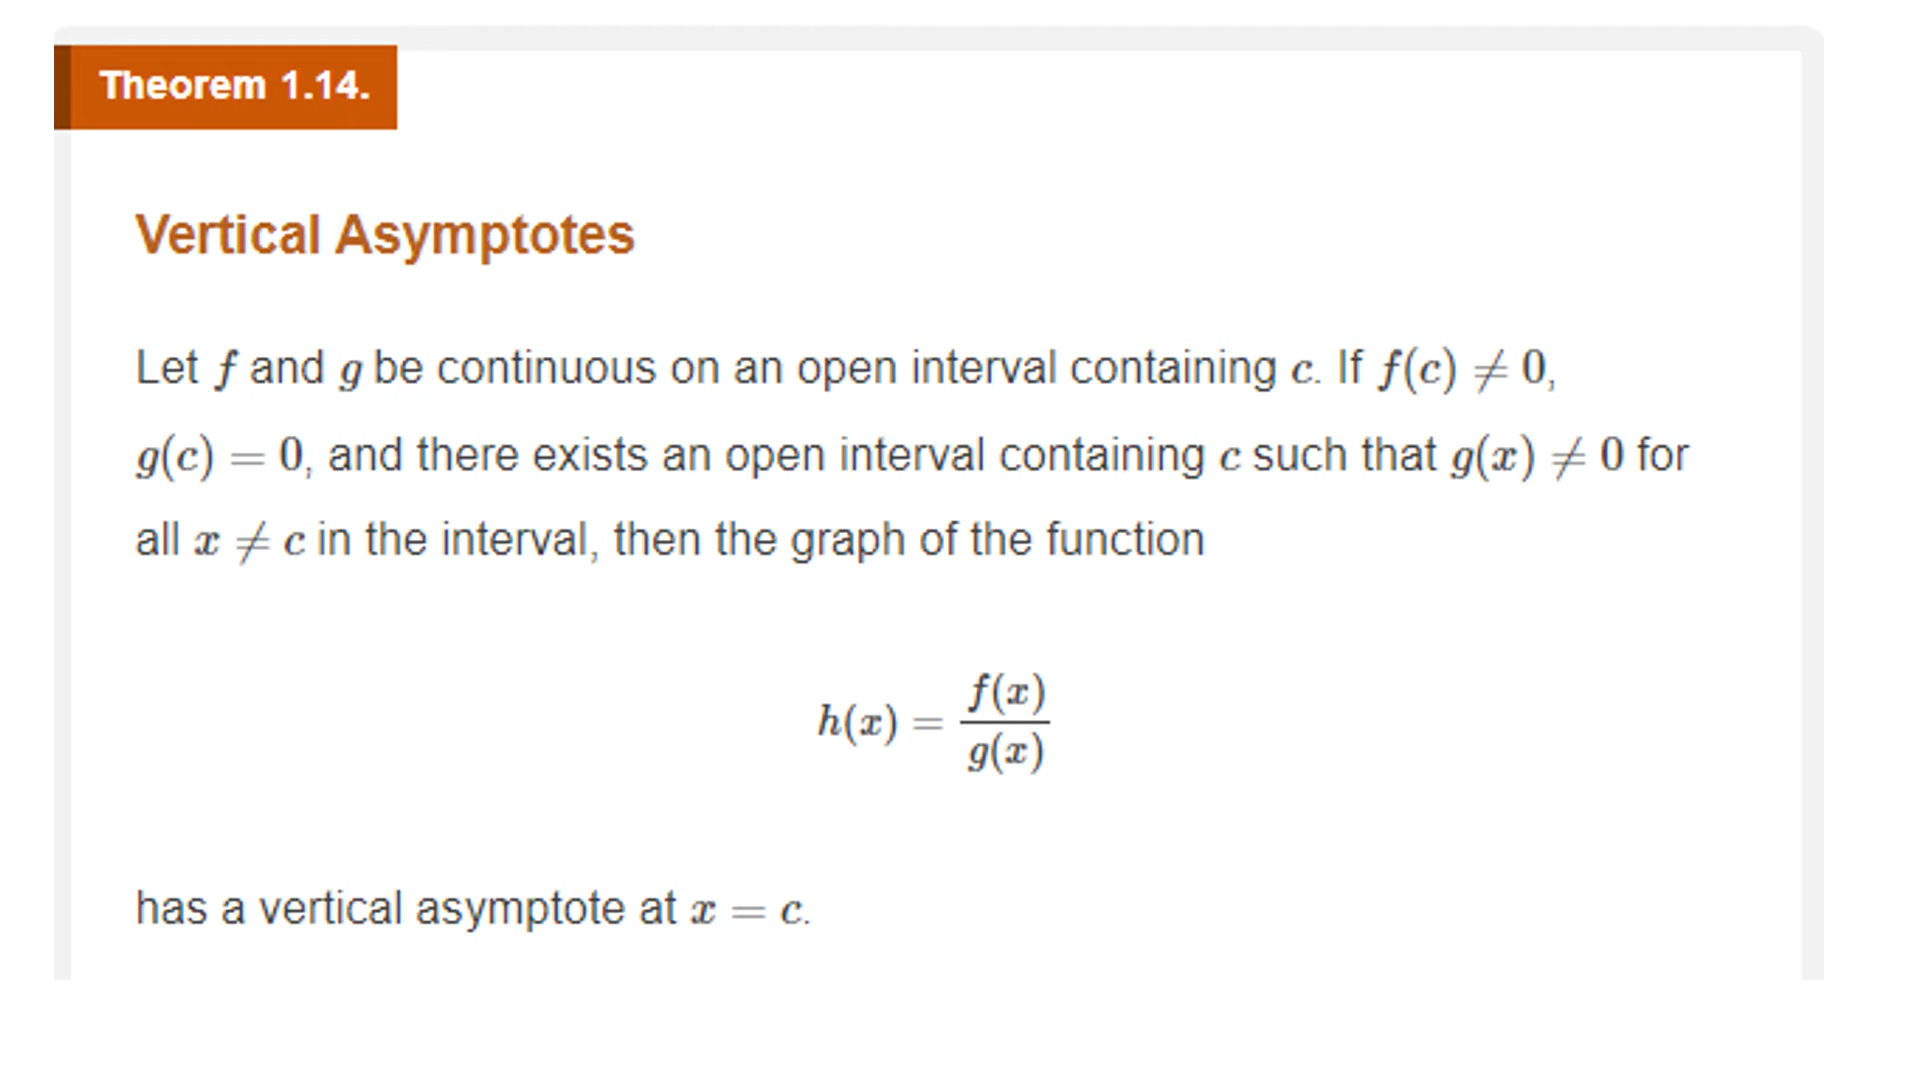 Theorem 1.14.
Vertical Asymptotes
Let f and g be continuous on an open interval containing c. If f(c) ≠ 0,
g(c) = 0, and there exists an open interval containing c such that g(x) ≠ 0 for
all x ≠ c in the interval, then the graph of the function
h(x) = f(x)/g(x)
has a vertical asymptote at x = c.